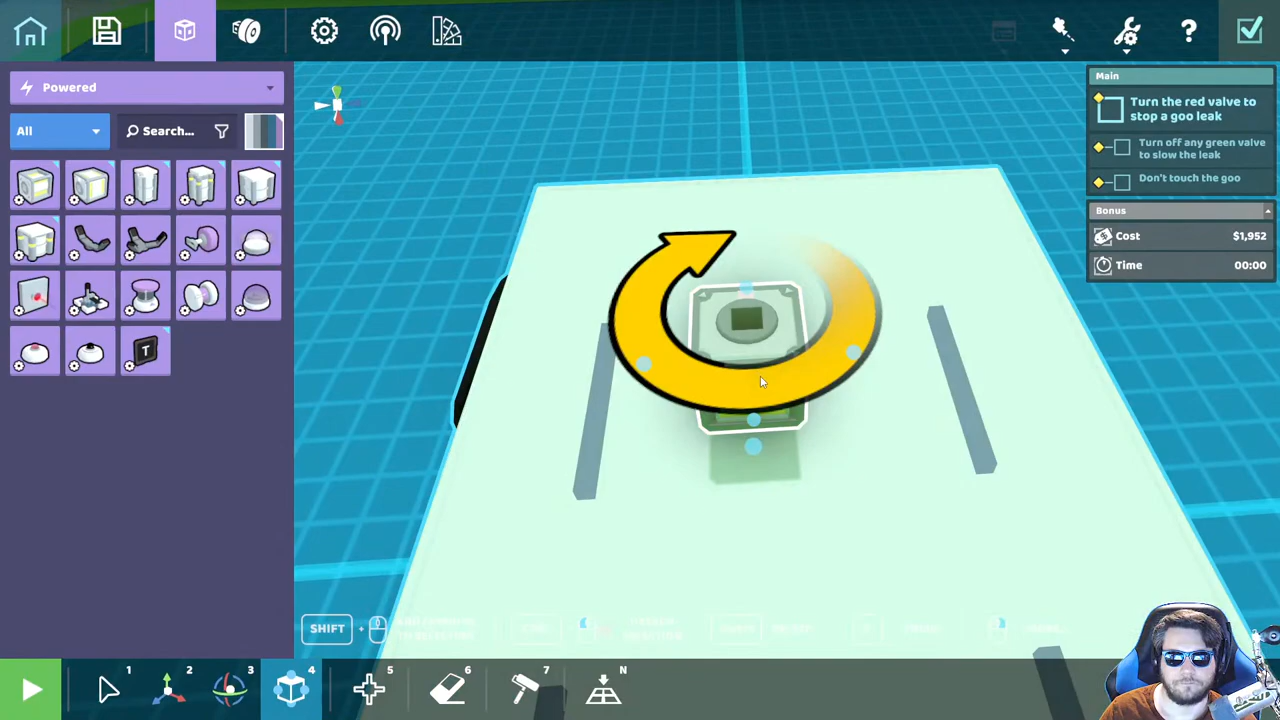 Powered
All
Search...
T
Main
Turn the red valve to
stop a goo leak
Turn off any green valve
to slow the leak
Don't touch the goo
Bonus
Cost $1,952
Time 00:00
SHIFT +
1
2
3
4
5
6
7
N